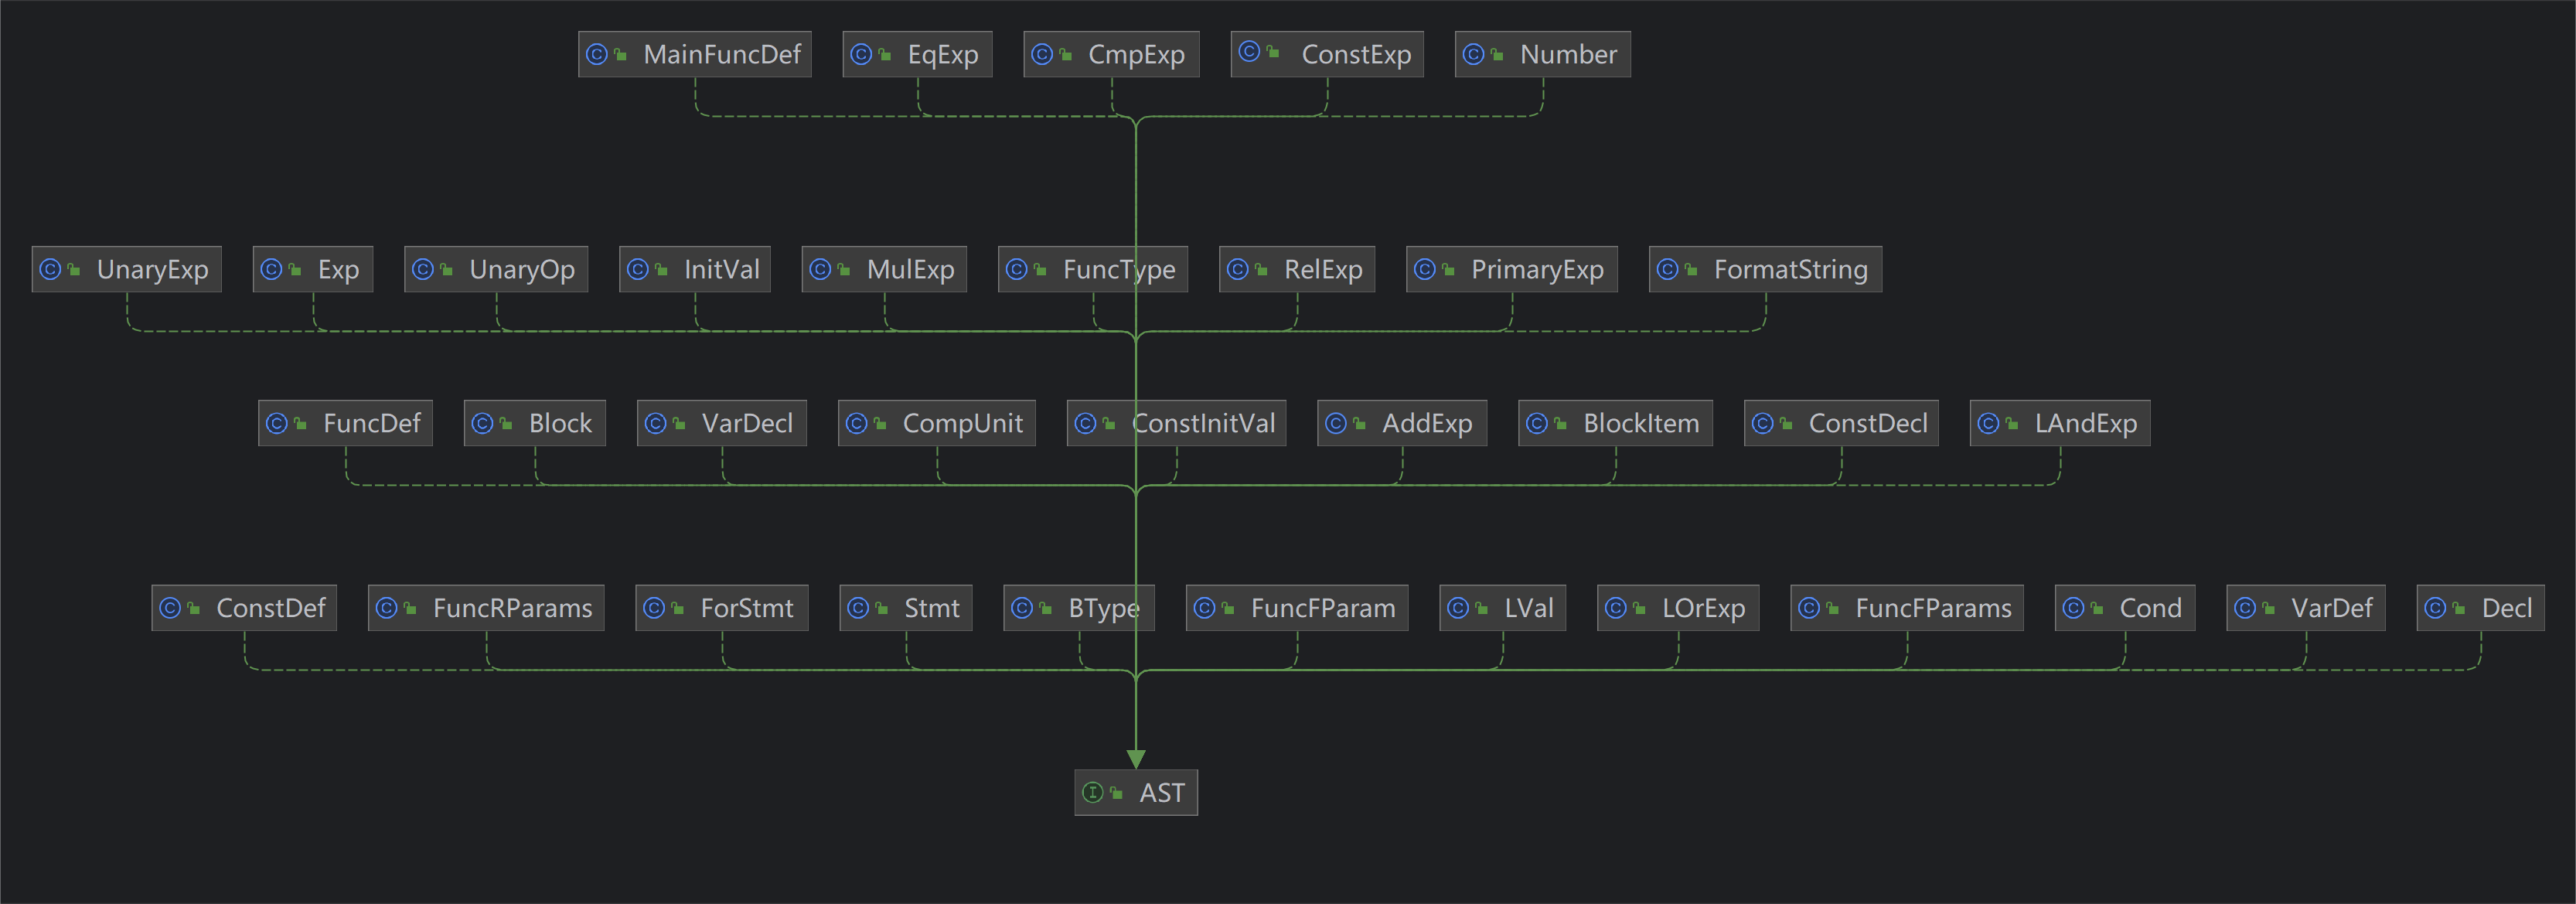 MainFuncDef EqExp CmpExp ConstExp Number
UnaryExp Exp UnaryOp InitVal MulExp FuncType RelExp PrimaryExp FormatString
FuncDef Block VarDecl CompUnit ConstInitVal AddExp BlockItem ConstDecl LAndExp
ConstDef FuncRParams ForStmt Stmt BType FuncFParam LVal LOrExp FuncFParams Cond VarDef Decl
AST